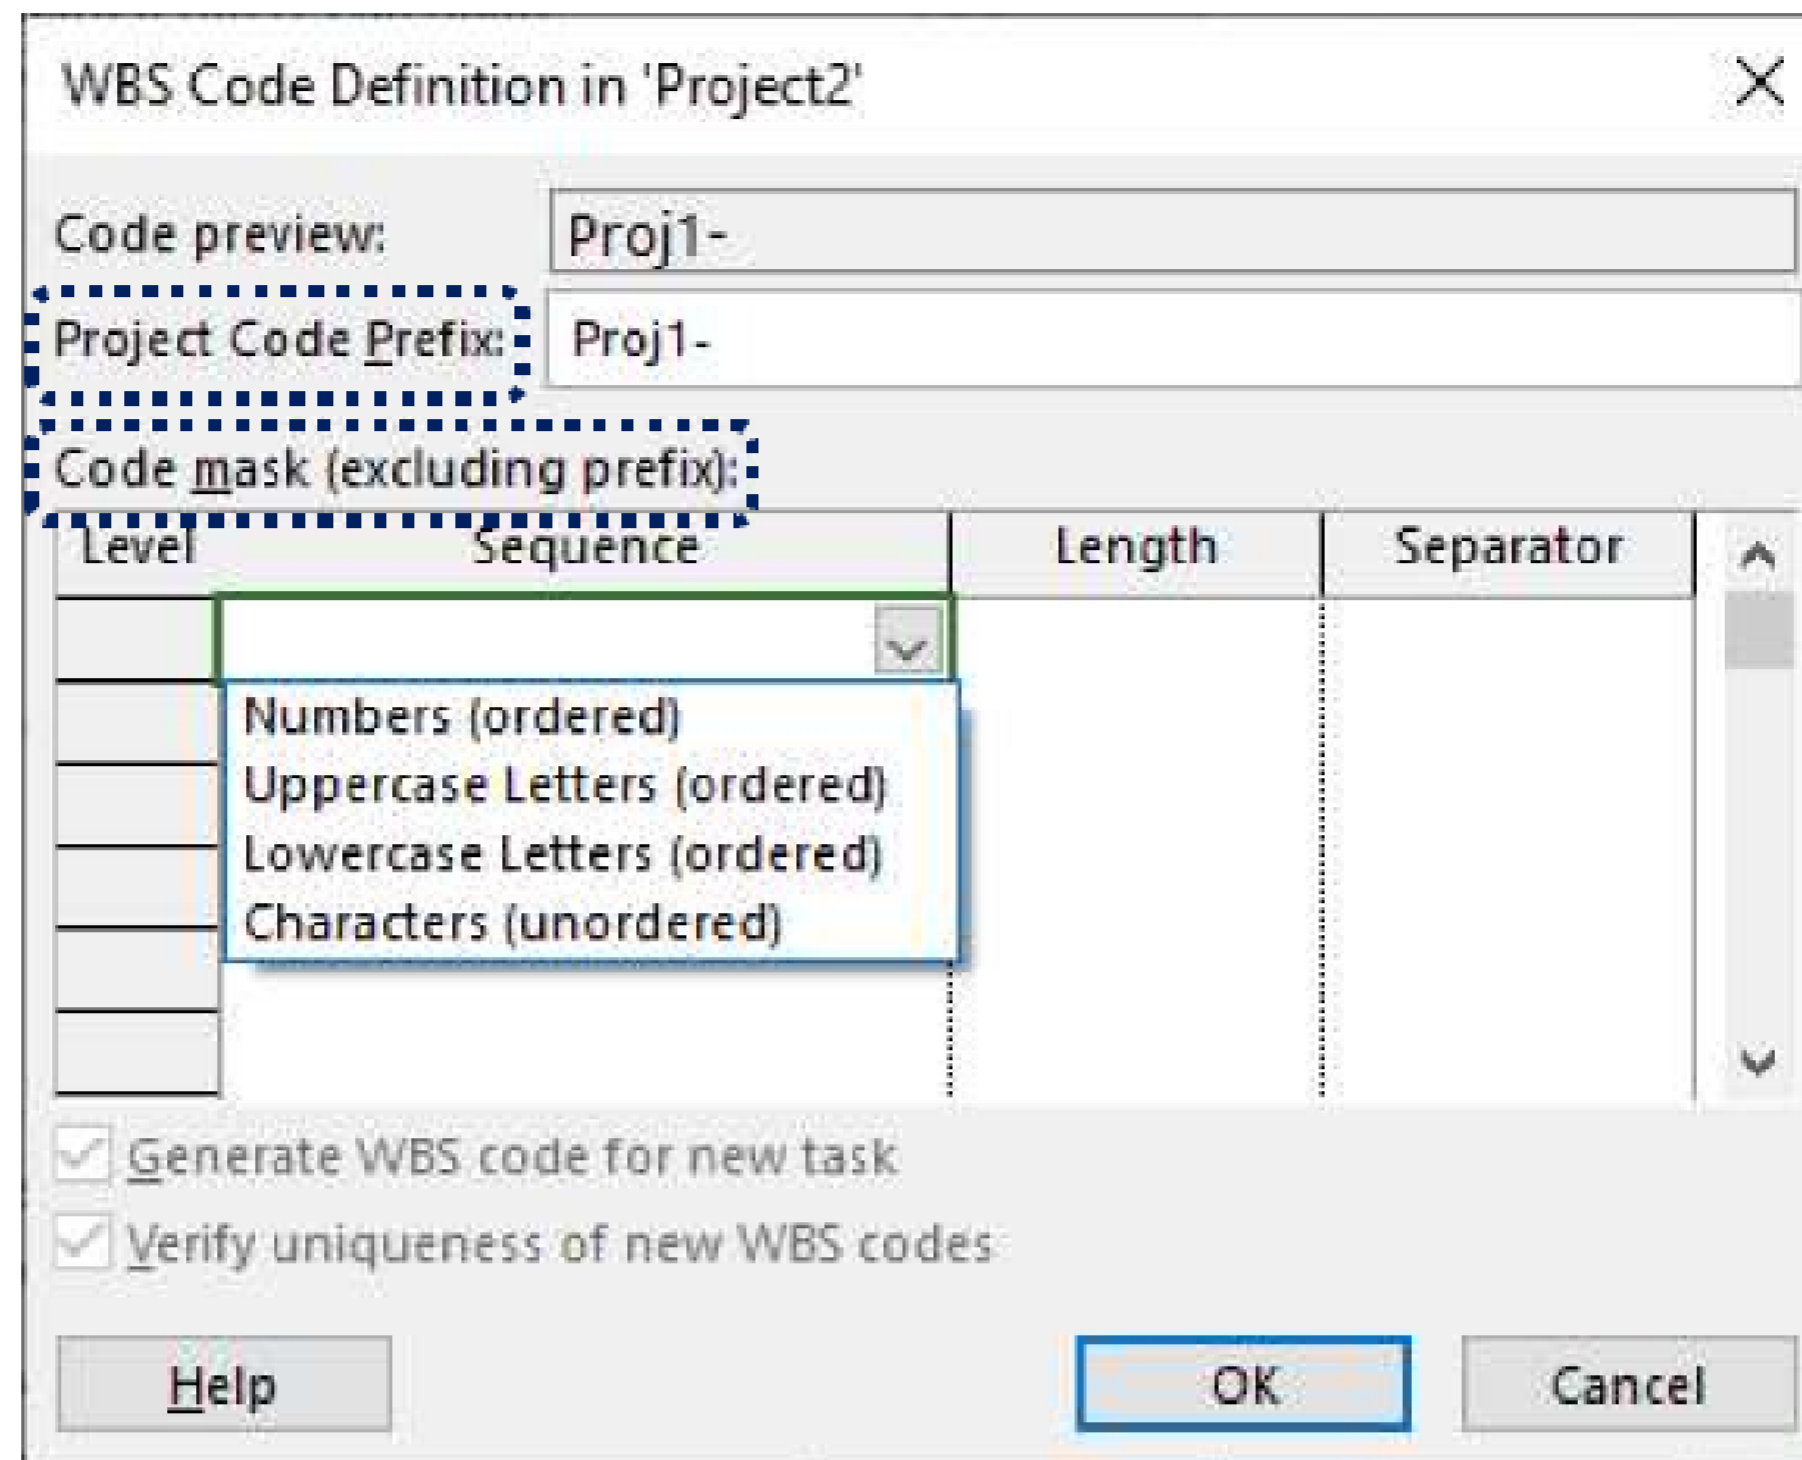 WBS Code Definition in 'Project2'
Code preview: Proj1-
Project Code Prefix: Proj1-
Code mask (excluding prefix):
Level Sequence Length Separator
Numbers (ordered)
Uppercase Letters (ordered)
Lowercase Letters (ordered)
Characters (unordered)
Generate WBS code for new task
Verify uniqueness of new WBS codes
Help OK Cancel